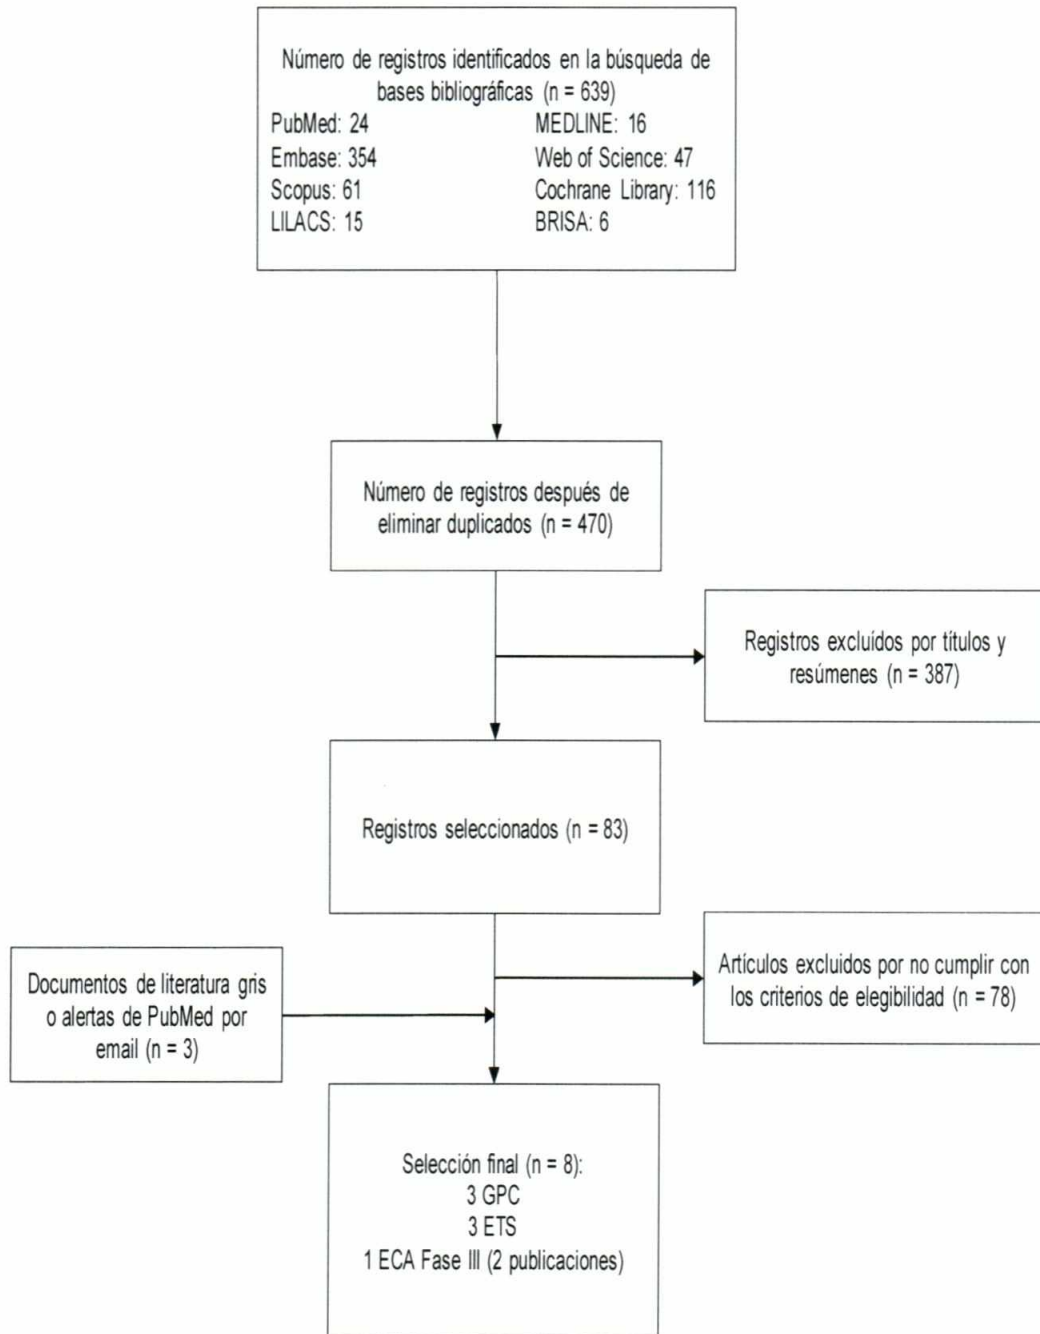 Número de registros identificados en la búsqueda de
bases bibliográficas (n = 639)
PubMed: 24 MEDLINE: 16
Embase: 354 Web of Science: 47
Scopus: 61 Cochrane Library: 116
LILACS: 15 BRISA: 6
Número de registros después de
eliminar duplicados (n = 470)
Registros excluídos por títulos y
resúmenes (n = 387)
Registros seleccionados (n = 83)
Artículos excluidos por no cumplir con
los criterios de elegibilidad (n = 78)
Documentos de literatura gris
o alertas de PubMed por
email (n = 3)
Selección final (n = 8):
3 GPC
3 ETS
1 ECA Fase III (2 publicaciones)